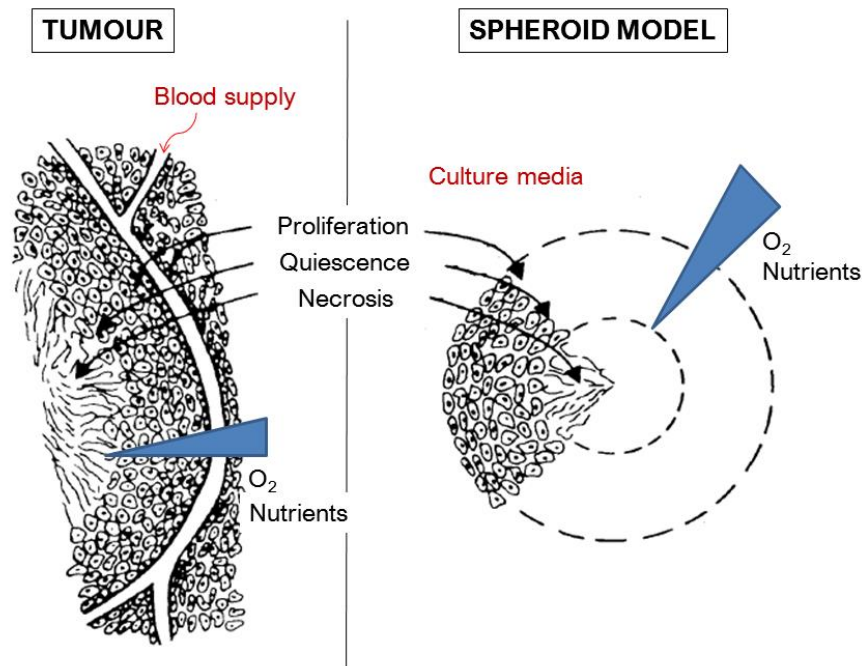 TUMOUR
SPHEROID MODEL
Blood supply
Culture media
Proliferation
Quiescence
Necrosis
O₂
Nutrients
O₂
Nutrients